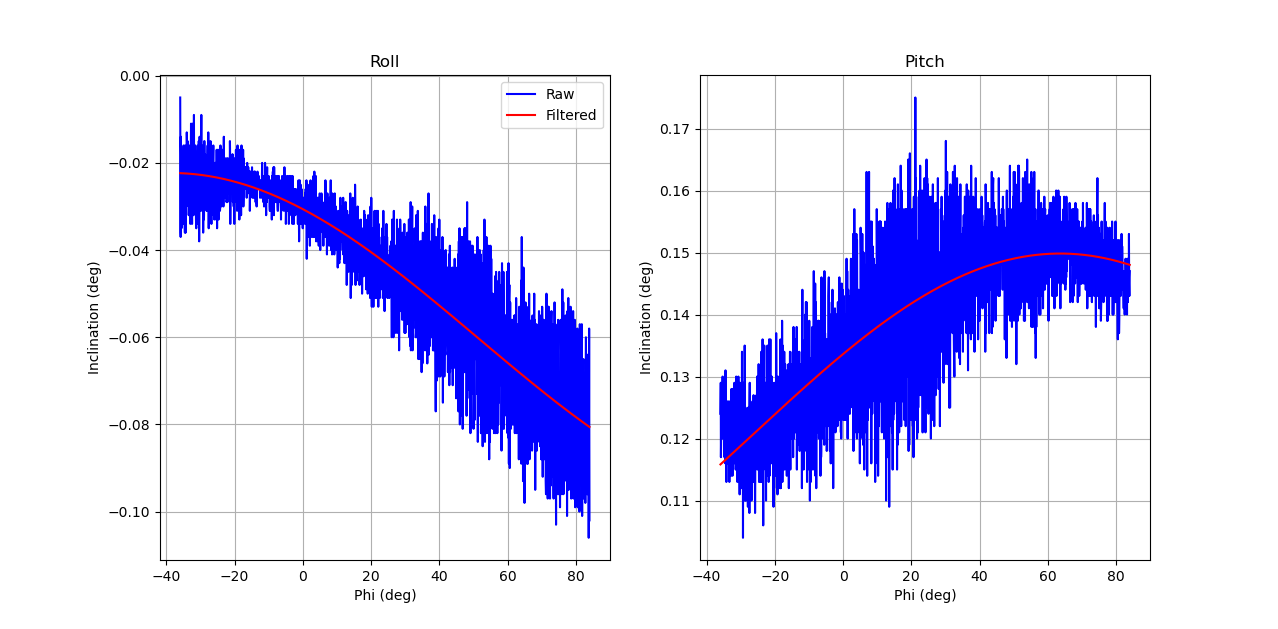 Roll
0.00
−0.02
−0.04
−0.06
−0.08
−0.10
Inclination (deg)
−40 −20 0 20 40 60 80
Phi (deg)
Raw
Filtered
Pitch
0.17
0.16
0.15
0.14
0.13
0.12
0.11
Inclination (deg)
−40 −20 0 20 40 60 80
Phi (deg)